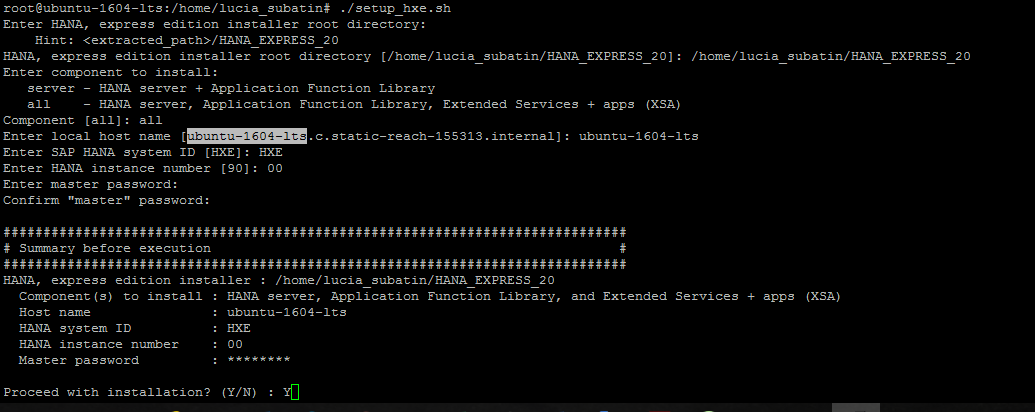 root@ubuntu-1604-lts:/home/lucia_subatin# ./setup_hxe.sh
Enter HANA, express edition installer root directory:
    Hint: <extracted_path>/HANA_EXPRESS_20
HANA, express edition installer root directory [/home/lucia_subatin/HANA_EXPRESS_20]: /home/lucia_subatin/HANA_EXPRESS_20
Enter component to install:
   server - HANA server + Application Function Library
   all    - HANA server, Application Function Library, Extended Services + apps (XSA)
Component [all]: all
Enter local host name [ubuntu-1604-lts.c.static-reach-155313.internal]: ubuntu-1604-lts
Enter SAP HANA system ID [HXE]: HXE
Enter HANA instance number [90]: 00
Enter master password:
Confirm "master" password:
##############################################################################
# Summary before execution                                                   #
##############################################################################
HANA, express edition installer : /home/lucia_subatin/HANA_EXPRESS_20
  Component(s) to install : HANA server, Application Function Library, and Extended Services + apps (XSA)
  Host name               : ubuntu-1604-lts
  HANA system ID          : HXE
  HANA instance number    : 00
  Master password         : ********
Proceed with installation? (Y/N) : Y